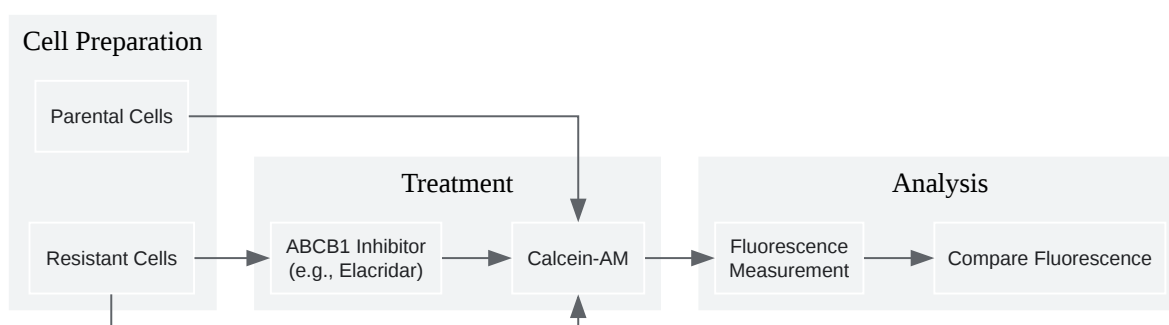 Cell Preparation
Parental Cells
Treatment
Analysis
Resistant Cells
ABCB1 Inhibitor
(e.g., Elacridar)
Calcein-AM
Fluorescence
Measurement
Compare Fluorescence